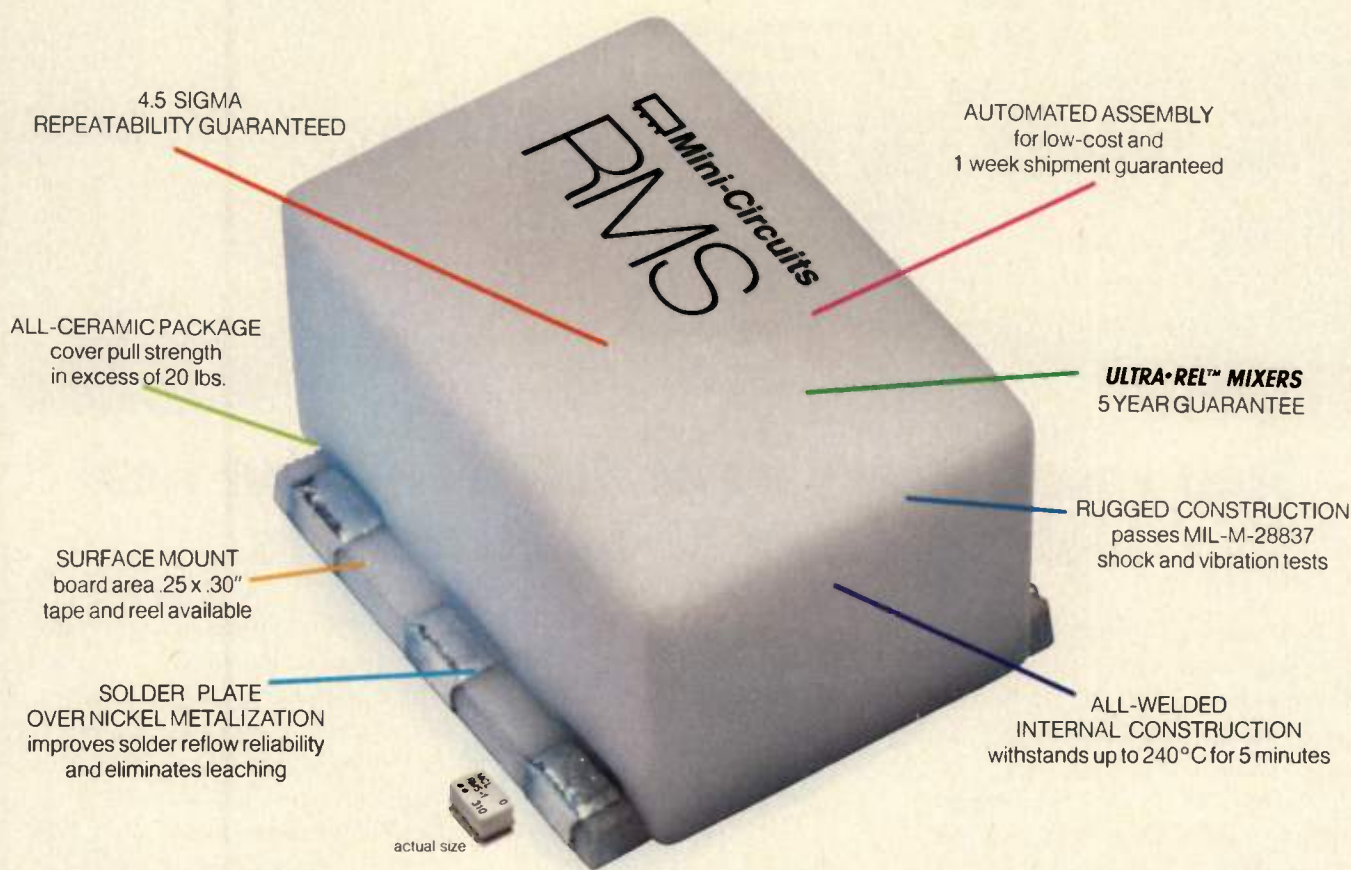 4.5 SIGMA
REPEATABILITY GUARANTEED
AUTOMATED ASSEMBLY
for low-cost and
1 week shipment guaranteed
Mini-Circuits
RMS
ALL-CERAMIC PACKAGE
cover pull strength
in excess of 20 lbs.
ULTRA•REL™ MIXERS
5 YEAR GUARANTEE
SURFACE MOUNT
board area .25 x .30"
tape and reel available
RUGGED CONSTRUCTION
passes MIL-M-28837
shock and vibration tests
SOLDER PLATE
OVER NICKEL METALIZATION
improves solder reflow reliability
and eliminates leaching
ALL-WELDED
INTERNAL CONSTRUCTION
withstands up to 240°C for 5 minutes
MCL
RMS-1
310
actual size